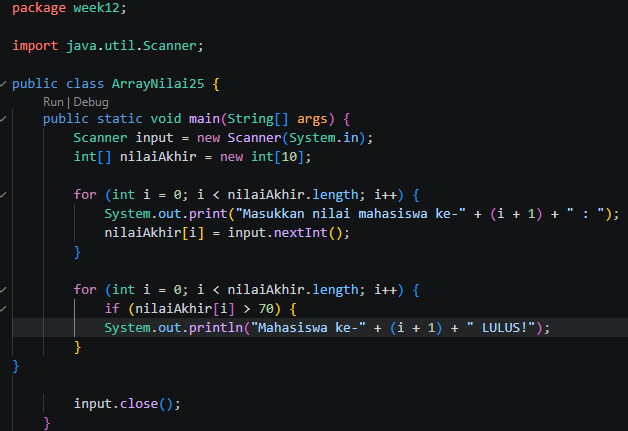 package week12;
import java.util.Scanner;
public class ArrayNilai25 {
Run | Debug
public static void main(String[] args) {
Scanner input = new Scanner(System.in);
int[] nilaiAkhir = new int[10];
for (int i = 0; i < nilaiAkhir.length; i++) {
System.out.print("Masukkan nilai mahasiswa ke-" + (i + 1) + " : ");
nilaiAkhir[i] = input.nextInt();
}
for (int i = 0; i < nilaiAkhir.length; i++) {
if (nilaiAkhir[i] > 70) {
System.out.println("Mahasiswa ke-" + (i + 1) + " LULUS!");
}
}
input.close();
}